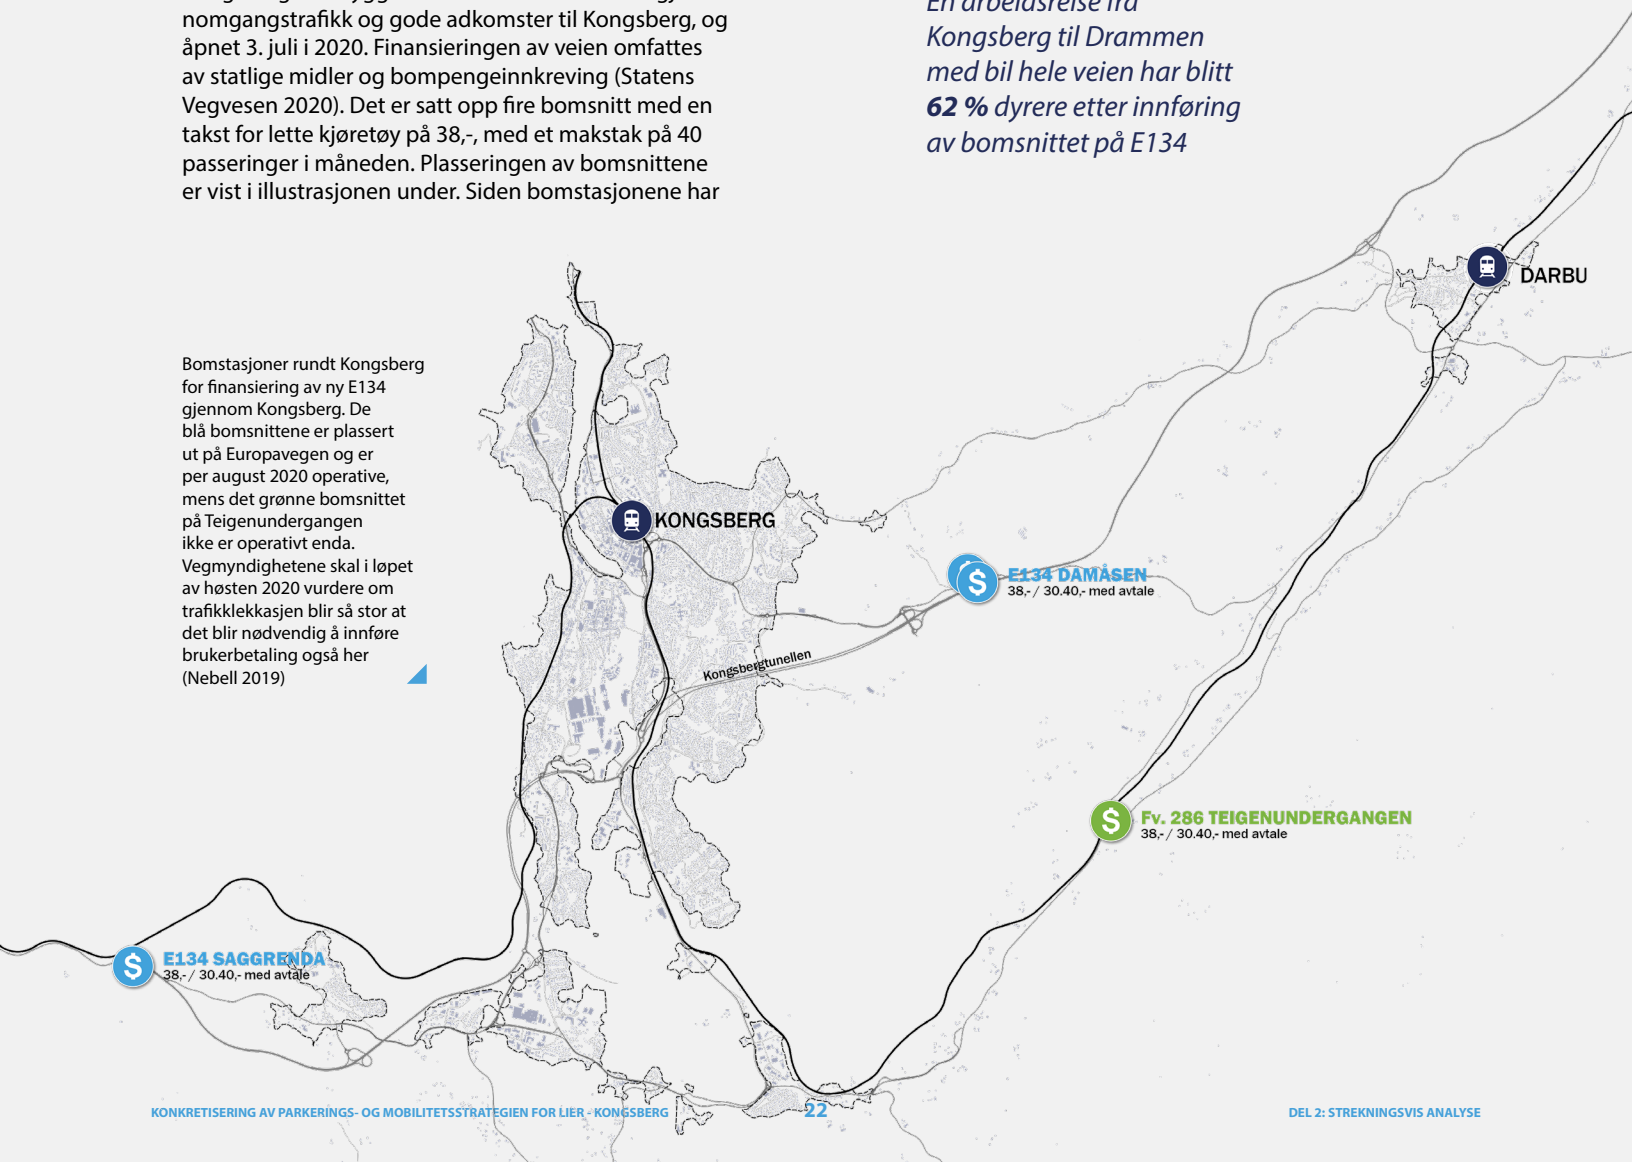 nomgangstrafikk og gode adkomster til Kongsberg, og
åpnet 3. juli i 2020. Finansieringen av veien omfattes
av statlige midler og bompengeinnkreving (Statens
Vegvesen 2020). Det er satt opp fire bomsnitt med en
takst for lette kjøretøy på 38,-, med et makstak på 40
passeringer i måneden. Plasseringen av bomsnittene
er vist i illustrasjonen under. Siden bomstasjonene har
En arbeidsreise fra
Kongsberg til Drammen
med bil hele veien har blitt
62 % dyrere etter innføring
av bomsnittet på E134
DARBU
Bomstasjoner rundt Kongsberg
for finansiering av ny E134
gjennom Kongsberg. De
blå bomsnittene er plassert
ut på Europavegen og er
per august 2020 operative,
mens det grønne bomsnittet
på Teigenundergangen
ikke er operativt enda.
Vegmyndighetene skal i løpet
av høsten 2020 vurdere om
trafikklekkasjen blir så stor at
det blir nødvendig å innføre
brukerbetaling også her
(Nebell 2019)
KONGSBERG
$ E134 DAMÅSEN
38,- / 30.40,- med avtale
Kongsbergtunellen
$ Fv. 286 TEIGENUNDERGANGEN
38,- / 30.40,- med avtale
$ E134 SAGGRENDA
38,- / 30.40,- med avtale
KONKRETISERING AV PARKERINGS- OG MOBILITETSSTRATEGIEN FOR LIER - KONGSBERG
22
DEL 2: STREKNINGSVIS ANALYSE